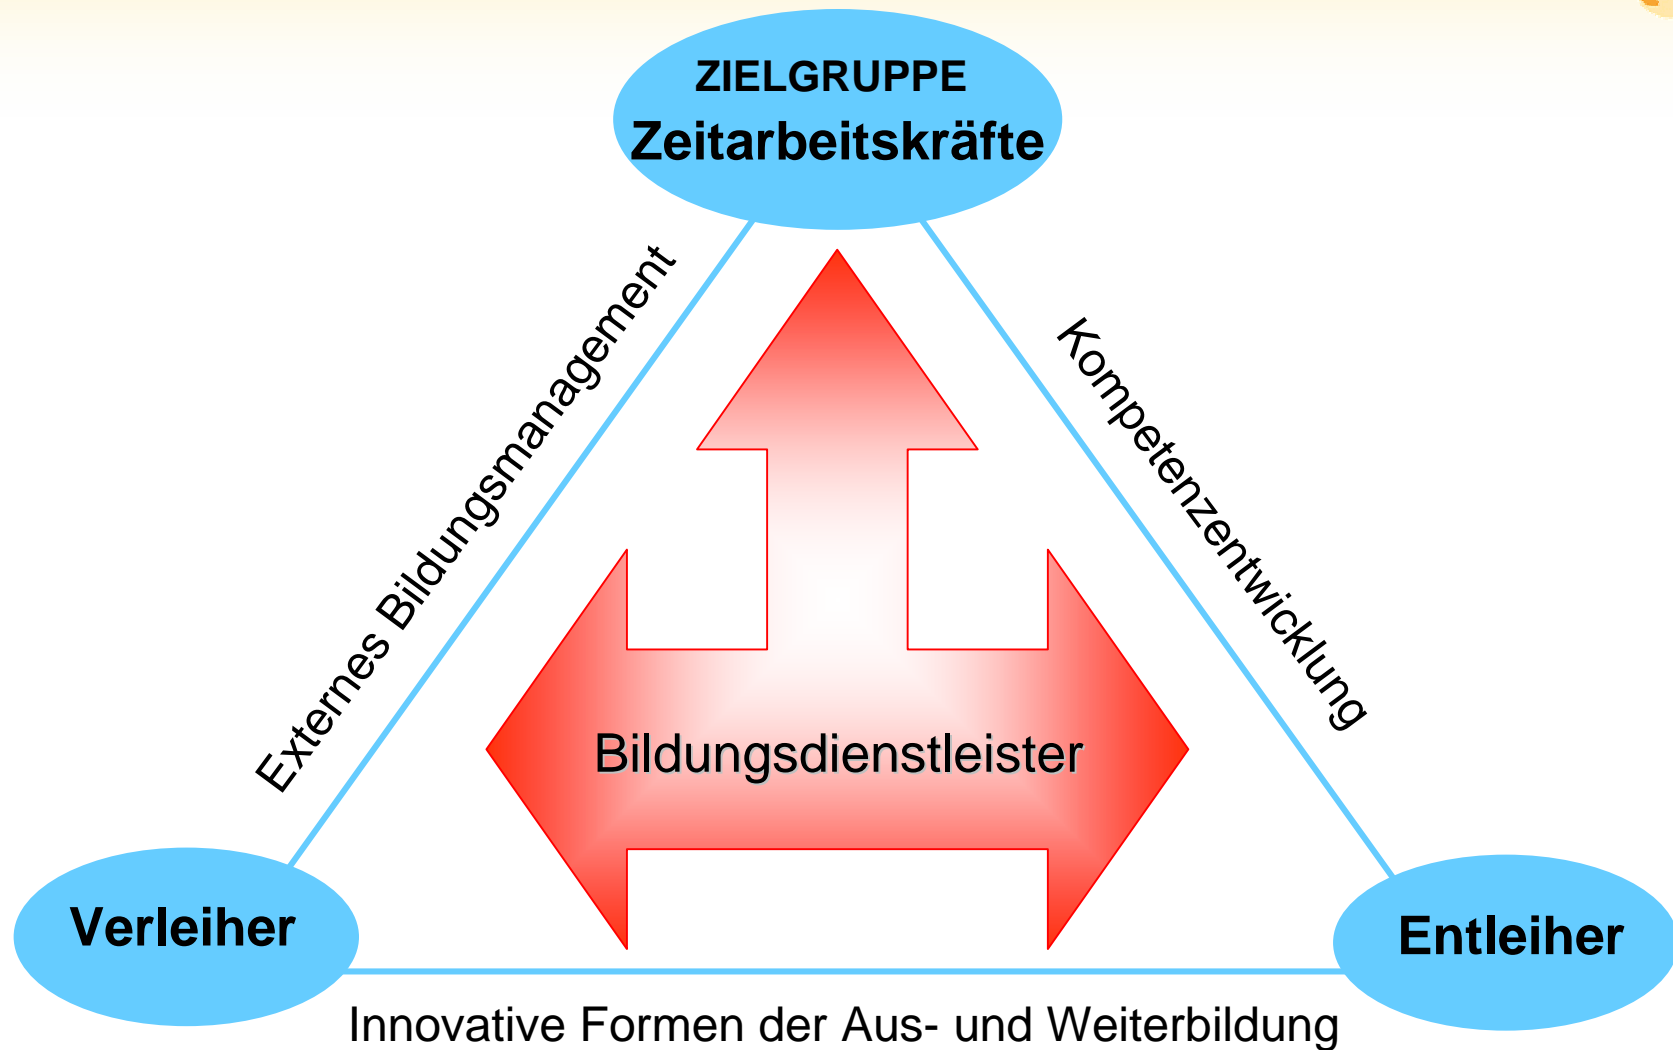 ZIELGRUPPE
Zeitarbeitskräfte
Externes Bildungsmanagement
Kompetenzentwicklung
Bildungsdienstleister
Verleiher
Entleiher
Innovative Formen der Aus- und Weiterbildung